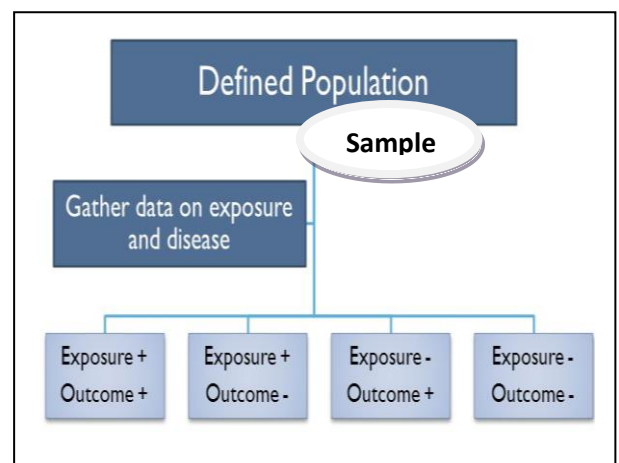 Defined Population
Sample
Gather data on exposure
and disease
Exposure +
Outcome +
Exposure +
Outcome -
Exposure -
Outcome +
Exposure -
Outcome -